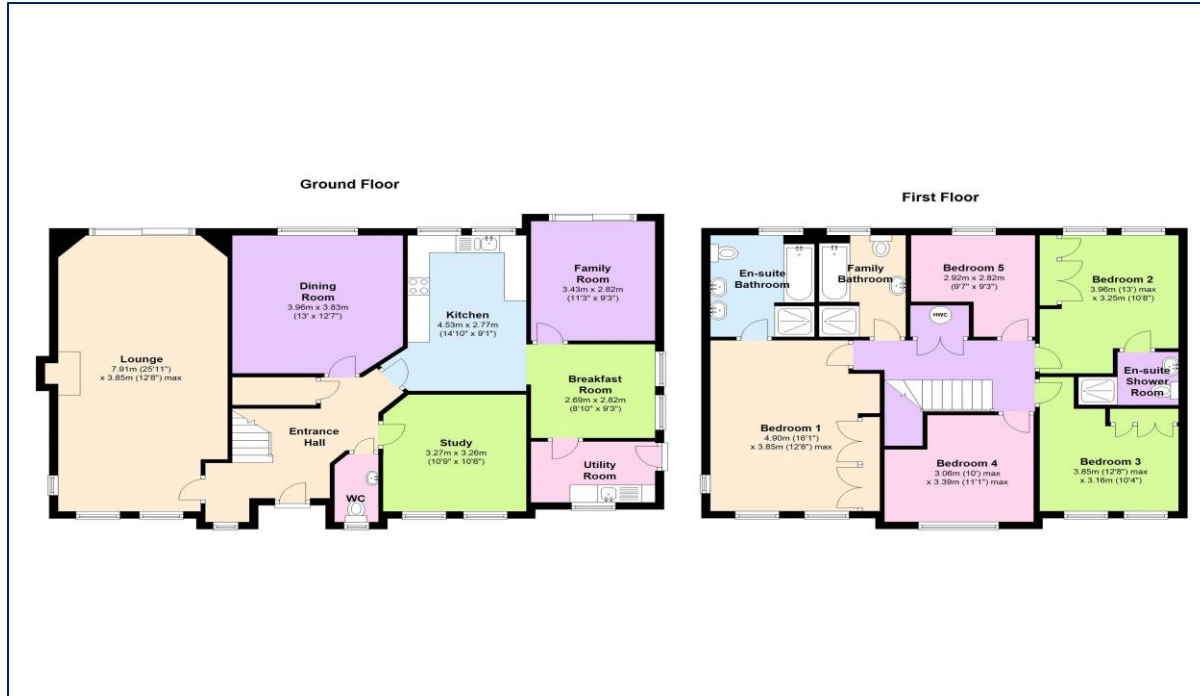 Ground Floor
Lounge
7.91m (25'11")
x 3.85m (12'8") max
Dining
Room
3.96m x 3.83m
(13' x 12'7")
Kitchen
4.53m x 2.77m
(14'10" x 9'1")
Family
Room
3.43m x 2.82m
(11'3" x 9'3")
Breakfast
Room
2.69m x 2.82m
(8'10" x 9'3")
Entrance
Hall
Study
3.27m x 3.26m
(10'9" x 10'8")
WC
Utility
Room
First Floor
En-suite
Bathroom
Family
Bathroom
Bedroom 5
2.92m x 2.82m
(9'7" x 9'3")
HWC
Bedroom 2
3.96m (13') max
x 3.25m (10'8")
En-suite
Shower
Room
Bedroom 1
4.90m (16'1")
x 3.85m (12'8") max
Bedroom 4
3.06m (10') max
x 3.39m (11'1") max
Bedroom 3
3.85m (12'8") max
x 3.16m (10'4")